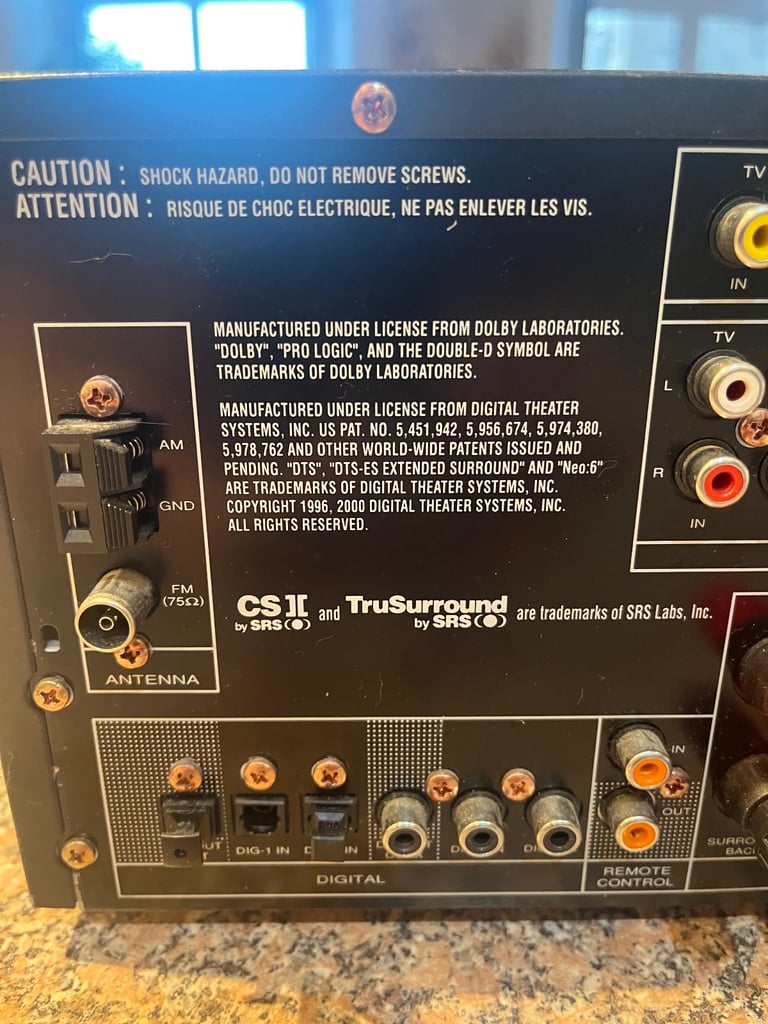 CAUTION : SHOCK HAZARD, DO NOT REMOVE SCREWS.
ATTENTION : RISQUE DE CHOC ELECTRIQUE, NE PAS ENLEVER LES VIS.
TV
IN
MANUFACTURED UNDER LICENSE FROM DOLBY LABORATORIES.
"DOLBY", "PRO LOGIC", AND THE DOUBLE-D SYMBOL ARE
TRADEMARKS OF DOLBY LABORATORIES.
MANUFACTURED UNDER LICENSE FROM DIGITAL THEATER
SYSTEMS, INC. US PAT. NO. 5,451,942, 5,956,674, 5,974,380,
5,978,762 AND OTHER WORLD-WIDE PATENTS ISSUED AND
PENDING. "DTS", "DTS-ES EXTENDED SURROUND" AND "Neo:6"
ARE TRADEMARKS OF DIGITAL THEATER SYSTEMS, INC.
COPYRIGHT 1996, 2000 DIGITAL THEATER SYSTEMS, INC.
ALL RIGHTS RESERVED.
TV
L
R
IN
AM
GND
FM
(75Ω)
ANTENNA
CS II by SRS and TruSurround by SRS are trademarks of SRS Labs, Inc.
DIG-1 IN
IN
DIGITAL
IN
OUT
REMOTE
CONTROL